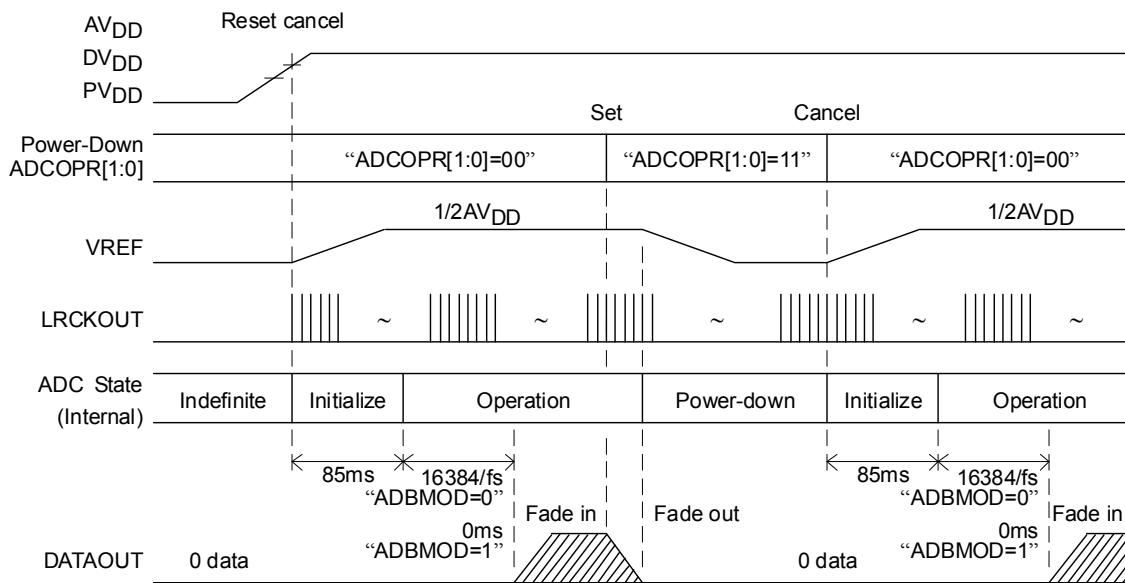 AVDD
Reset cancel
DVDD
PVDD
Set
Cancel
Power-Down
ADCOPR[1:0]
“ADCOPR[1:0]=00”
“ADCOPR[1:0]=11”
“ADCOPR[1:0]=00”
1/2AVDD
1/2AVDD
VREF
LRCKOUT
~
~
~
~
~
ADC State
(Internal)
Indefinite
Initialize
Operation
Power-down
Initialize
Operation
85ms
16384/fs
“ADBMOD=0”
85ms
16384/fs
“ADBMOD=0”
Fade in
Fade out
Fade in
0ms
“ADBMOD=1”
0ms
“ADBMOD=1”
DATAOUT
0 data
0 data